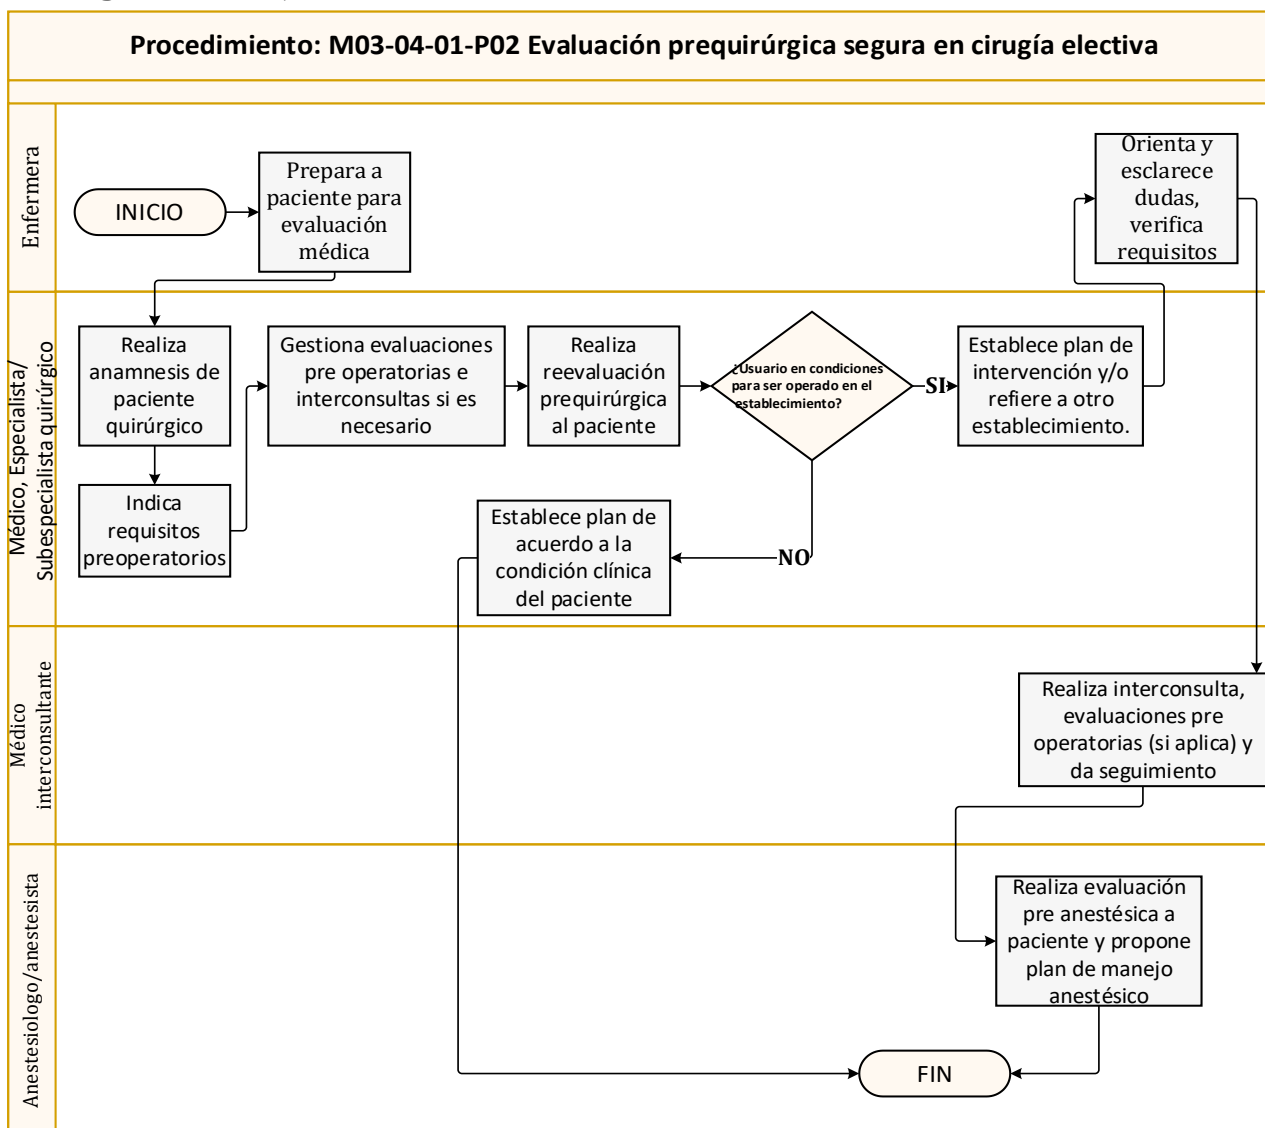 Procedimiento: M03-04-01-P02 Evaluación prequirúrgica segura en cirugía electiva
Enfermera
INICIO
Prepara a
paciente para
evaluación
médica
Orienta y
esclarece
dudas,
verifica
requisitos
Médico, Especialista/
Subespecialista quirúrgico
Realiza
anamnesis de
paciente
quirúrgico
Indica
requisitos
preoperatorios
Gestiona evaluaciones
pre operatorias e
interconsultas si es
necesario
Realiza
reevaluación
prequirúrgica
al paciente
¿Usuario en condiciones
para ser operado en el
establecimiento?
SI
Establece plan de
intervención y/o
refiere a otro
establecimiento.
NO
Establece plan de
acuerdo a la
condición clínica
del paciente
Médico
interconsultante
Realiza interconsulta,
evaluaciones pre
operatorias (si aplica) y
da seguimiento
Anestesiologo/anestesista
Realiza evaluación
pre anestésica a
paciente y propone
plan de manejo
anestésico
FIN